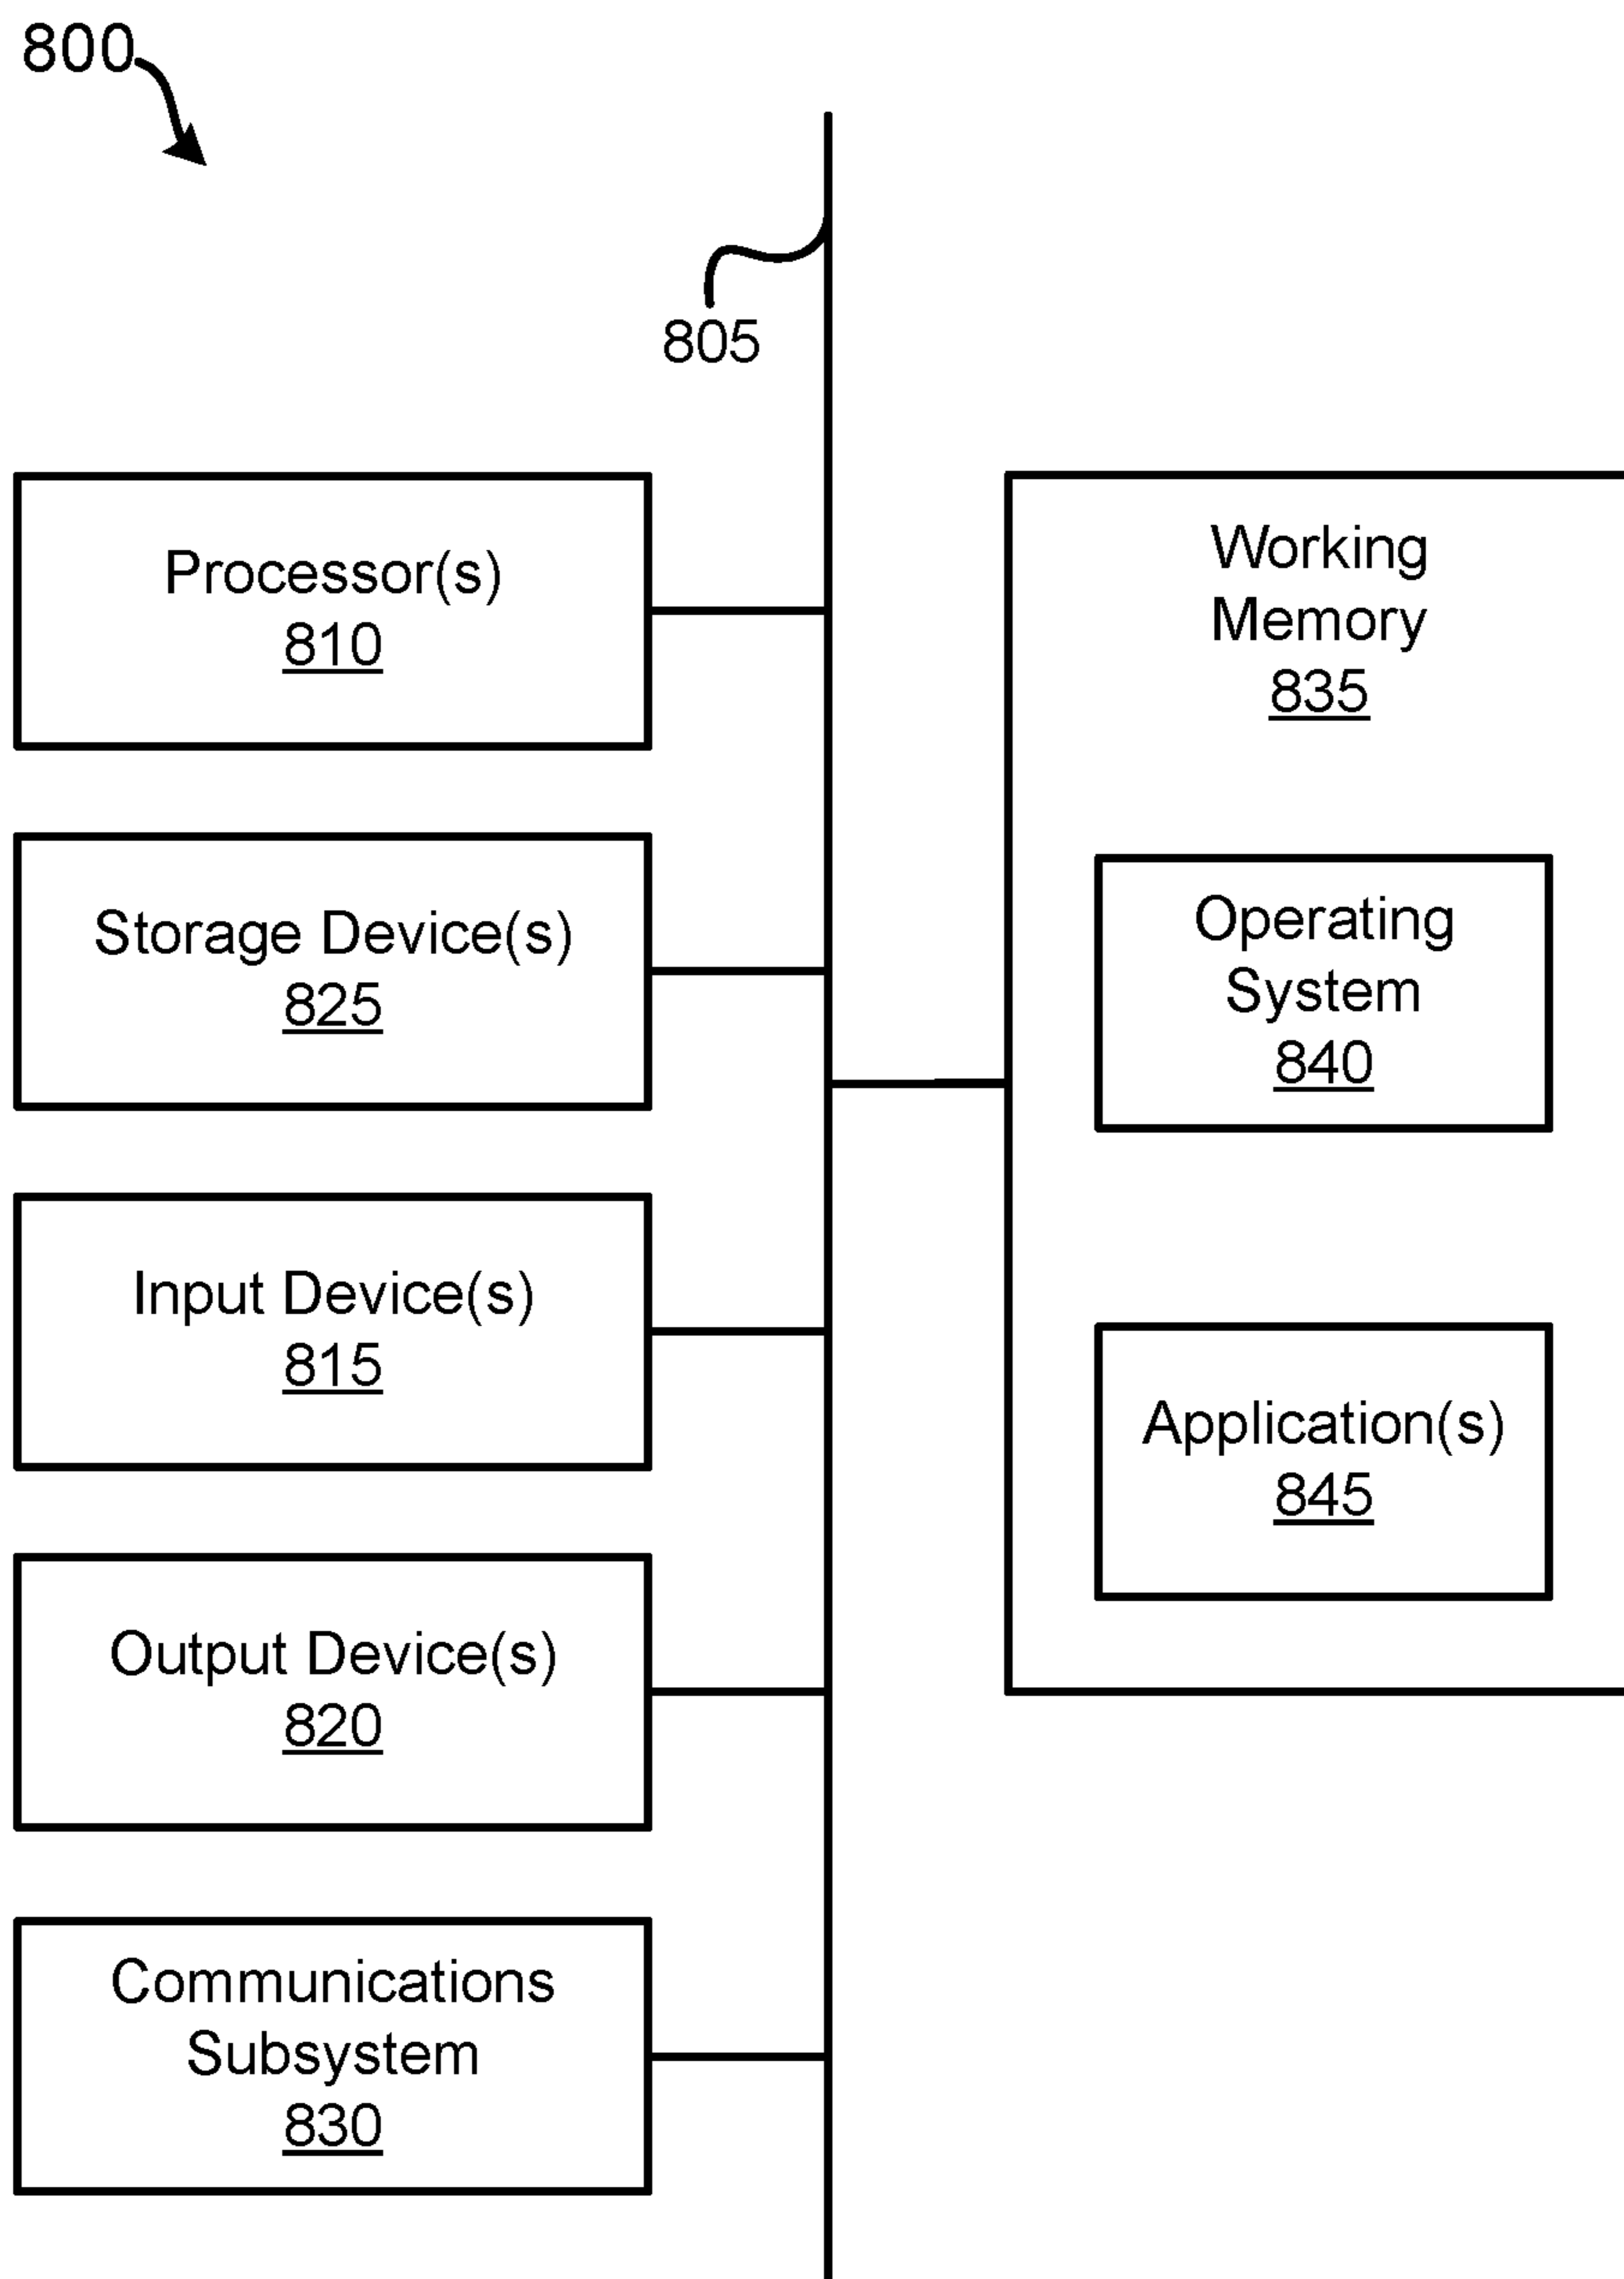 800
805
Processor(s)
810
Storage Device(s)
825
Input Device(s)
815
Output Device(s)
820
Communications
Subsystem
830
Working
Memory
835
Operating
System
840
Application(s)
845